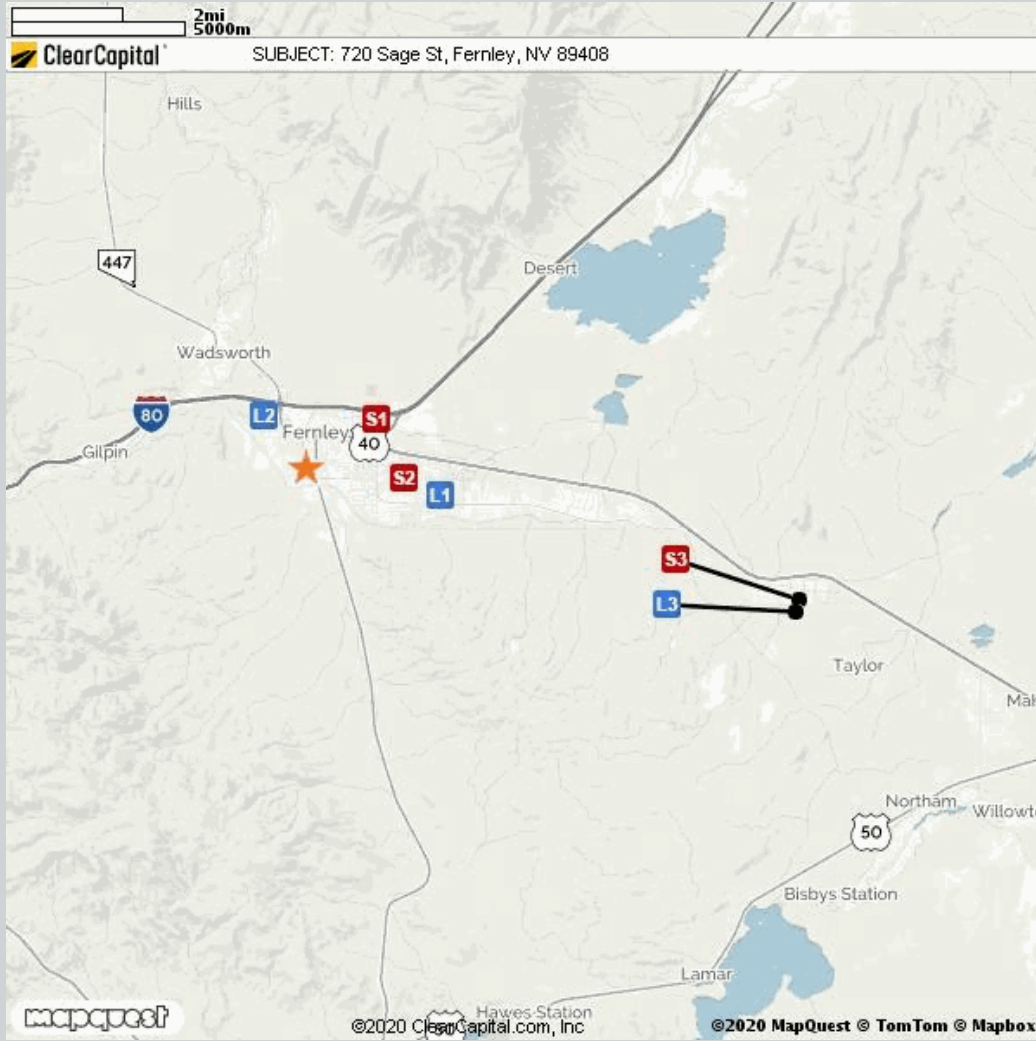 2mi
5000m
ClearCapital
SUBJECT: 720 Sage St, Fernley, NV 89408
Hills
447
Desert
Wadsworth
80
L2
S1
Fernley
40
Gilpin
S2
L1
S3
L3
Taylor
Northam
Willowt
50
Bisbys Station
Lamar
Hawes Station
mapquest
©2020 ClearCapital.com, Inc
©2020 MapQuest © TomTom © Mapbox